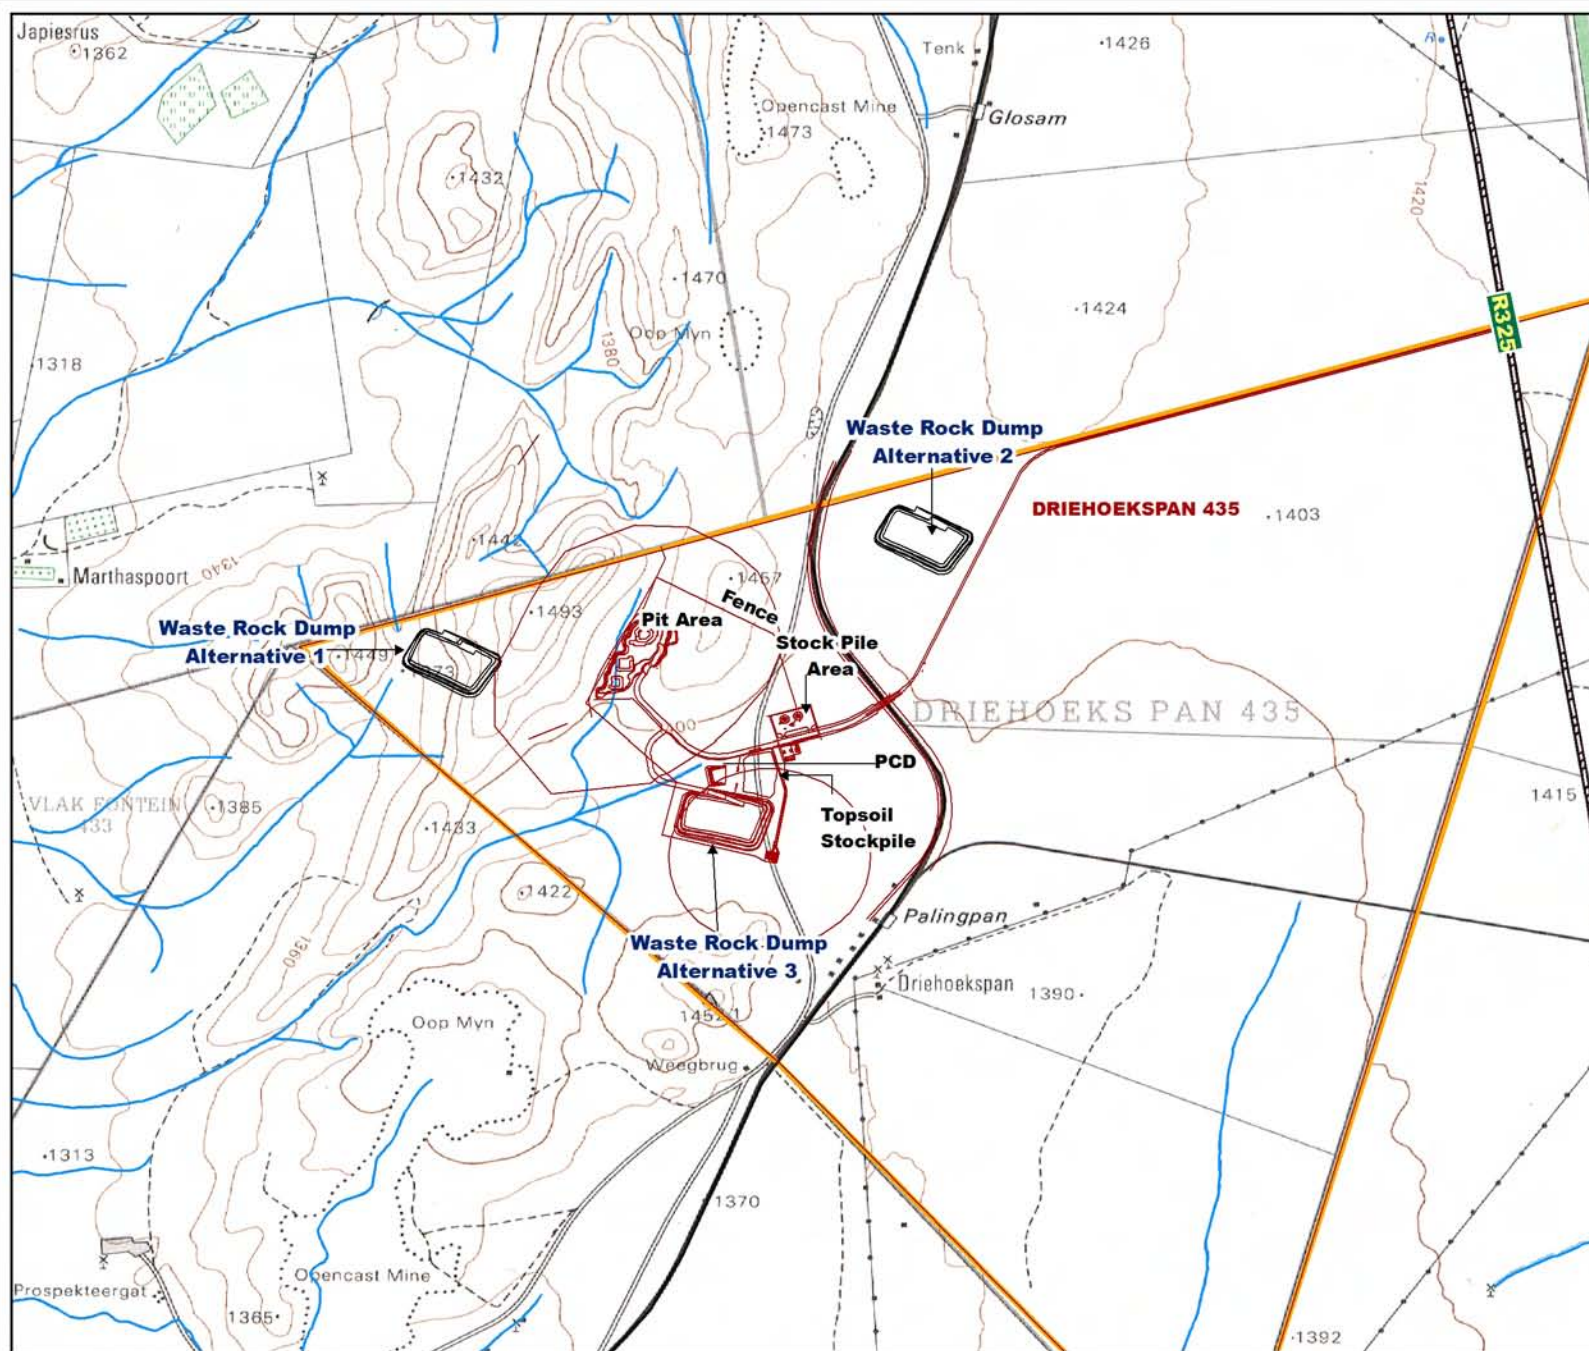 Japiesrus
1362
Tenk
1426
R
Opencast Mine
1473
Glosam
1432
1420
1470
1424
R325
Oop Myn
1380
1318
Waste Rock Dump
Alternative 2
DRIEHOEKSPAN 435
1403
1442
1340
Marthaspoort
1467
1493
Fence
Pit Area
Waste Rock Dump
Alternative 1
1449
Stock Pile
Area
DRIEHOEKS PAN 435
PCD
1415
VLAK FONTEIN
433
1385
1433
Topsoil
Stockpile
1422
Palingpan
1360
Waste Rock Dump
Alternative 3
Driehoekspan
1390
Oop Myn
Weegbrug
1313
1370
Opencast Mine
Prospekteergat
1365
1392